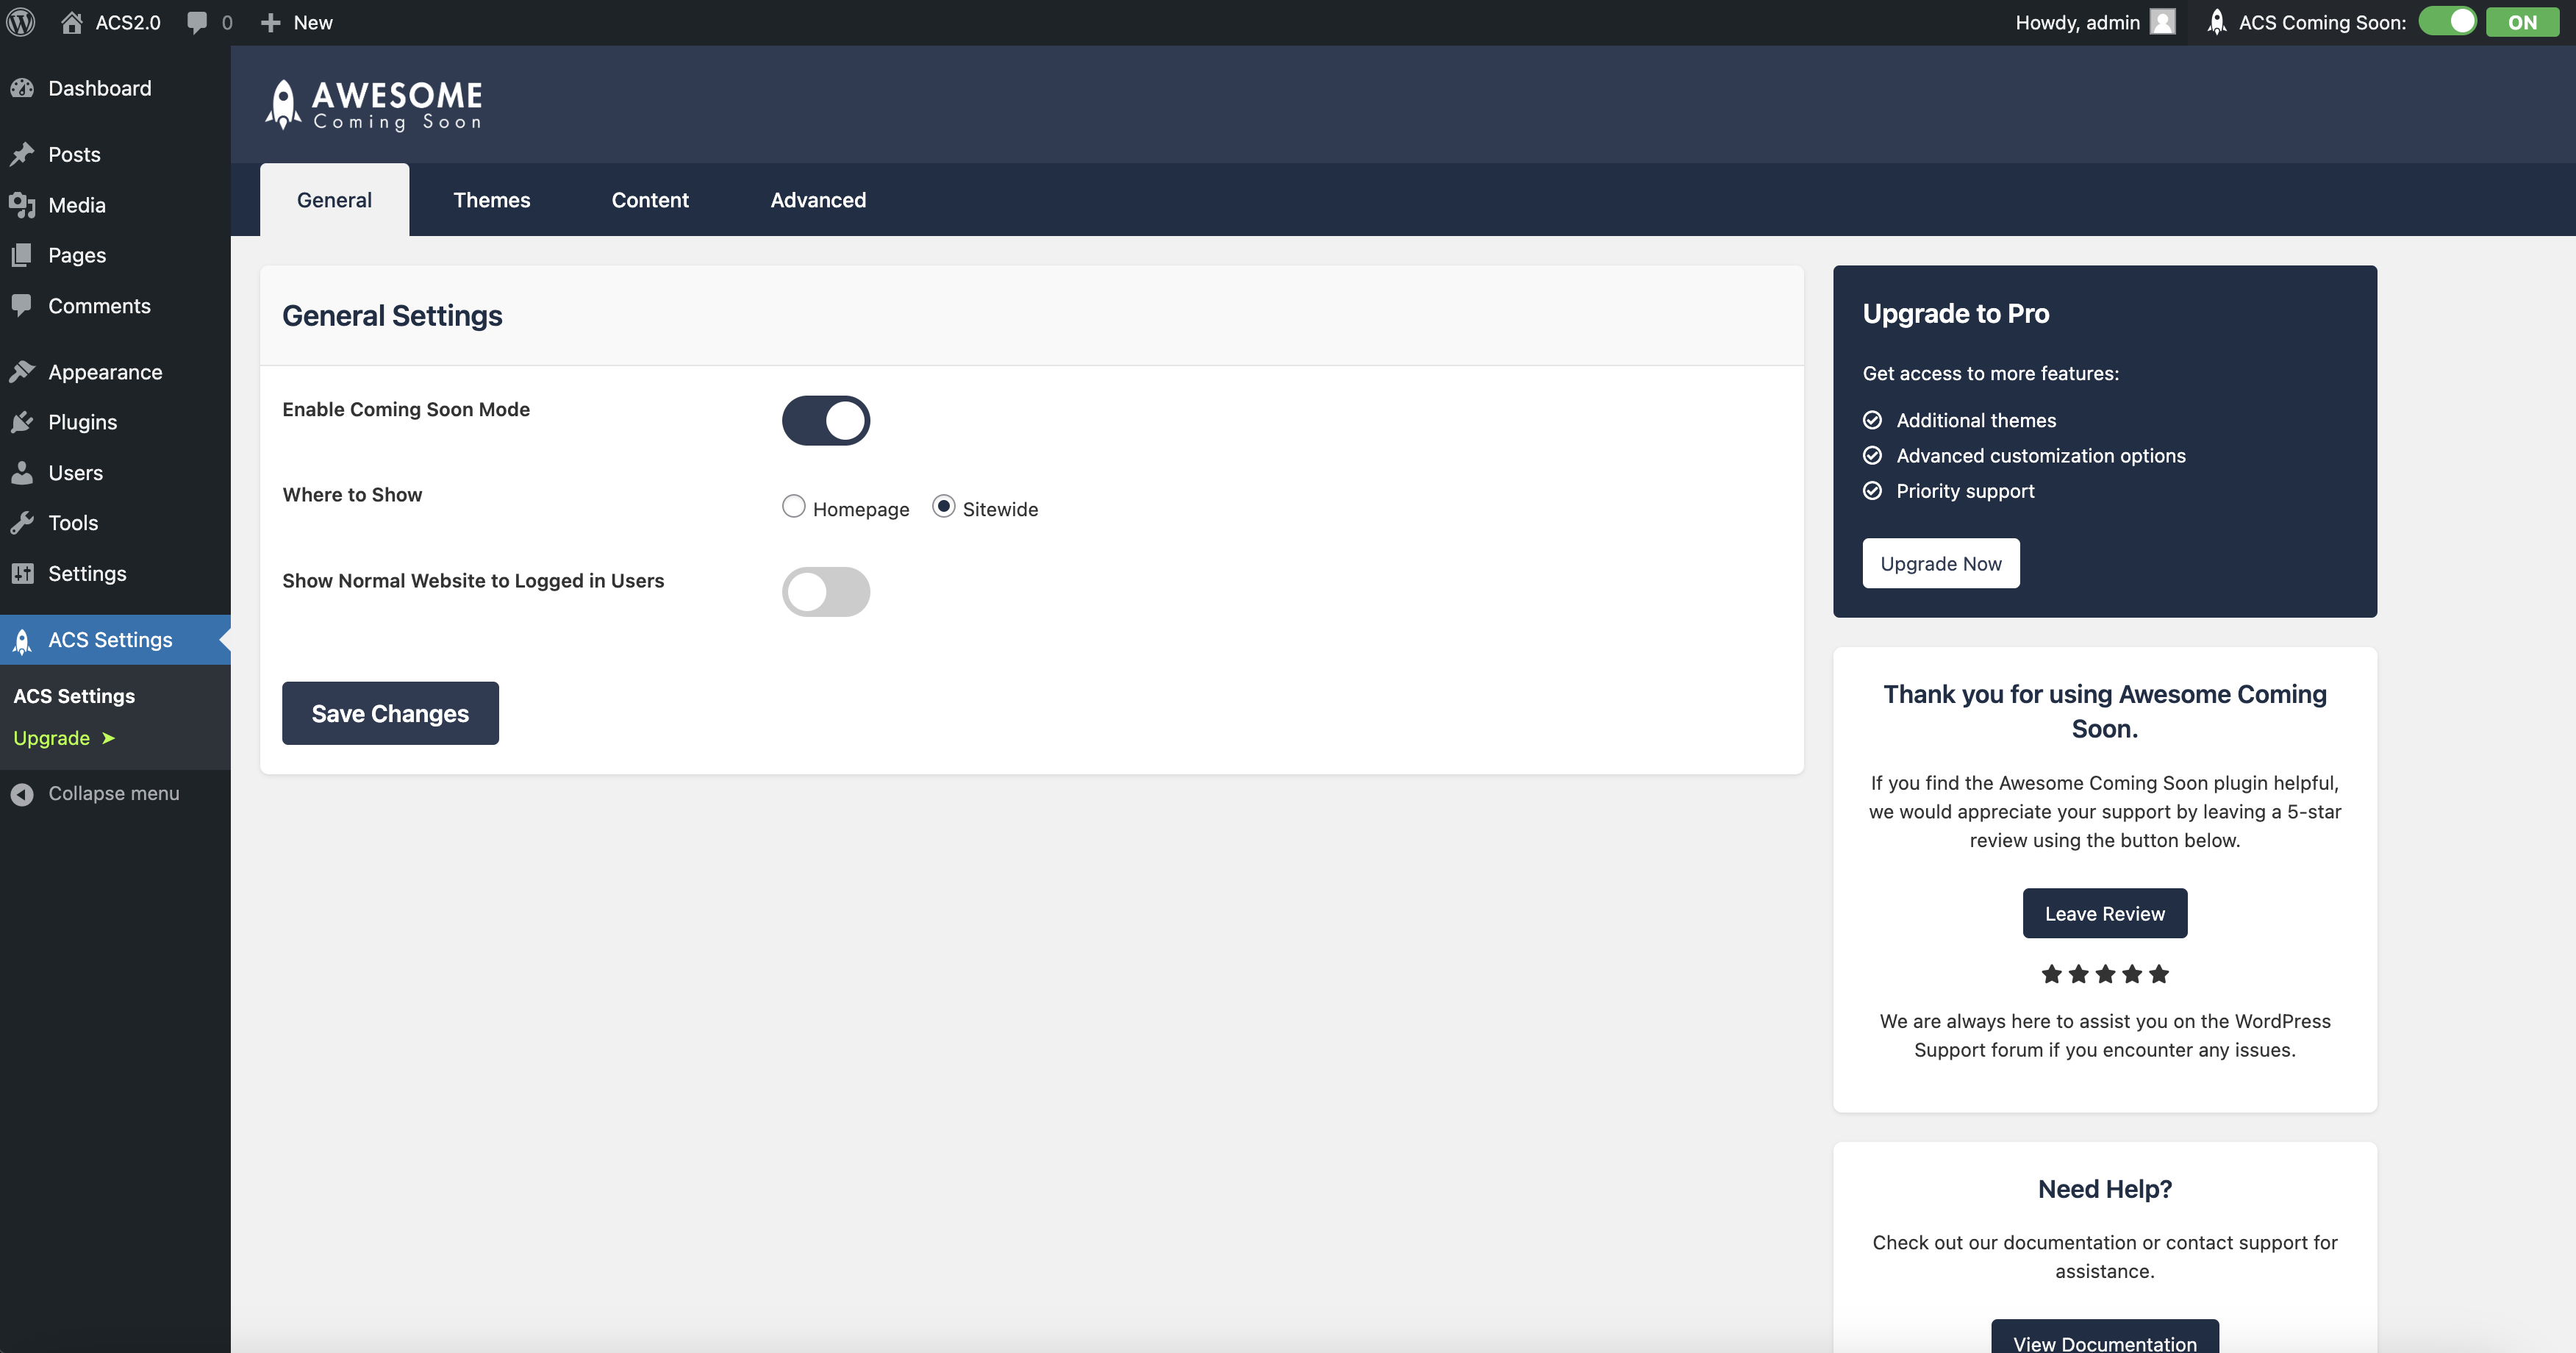 ACS2.0
0
New
Howdy, admin
ACS Coming Soon:
ON
Dashboard
Posts
Media
Pages
Comments
Appearance
Plugins
Users
Tools
Settings
ACS Settings
ACS Settings
Upgrade ➤
Collapse menu
AWESOME
Coming Soon
General
Themes
Content
Advanced
General Settings
Enable Coming Soon Mode
Where to Show
Homepage
Sitewide
Show Normal Website to Logged in Users
Save Changes
Upgrade to Pro
Get access to more features:
Additional themes
Advanced customization options
Priority support
Upgrade Now
Thank you for using Awesome Coming
Soon.
If you find the Awesome Coming Soon plugin helpful,
we would appreciate your support by leaving a 5-star
review using the button below.
Leave Review
★★★★★
We are always here to assist you on the WordPress
Support forum if you encounter any issues.
Need Help?
Check out our documentation or contact support for
assistance.
View Documentation